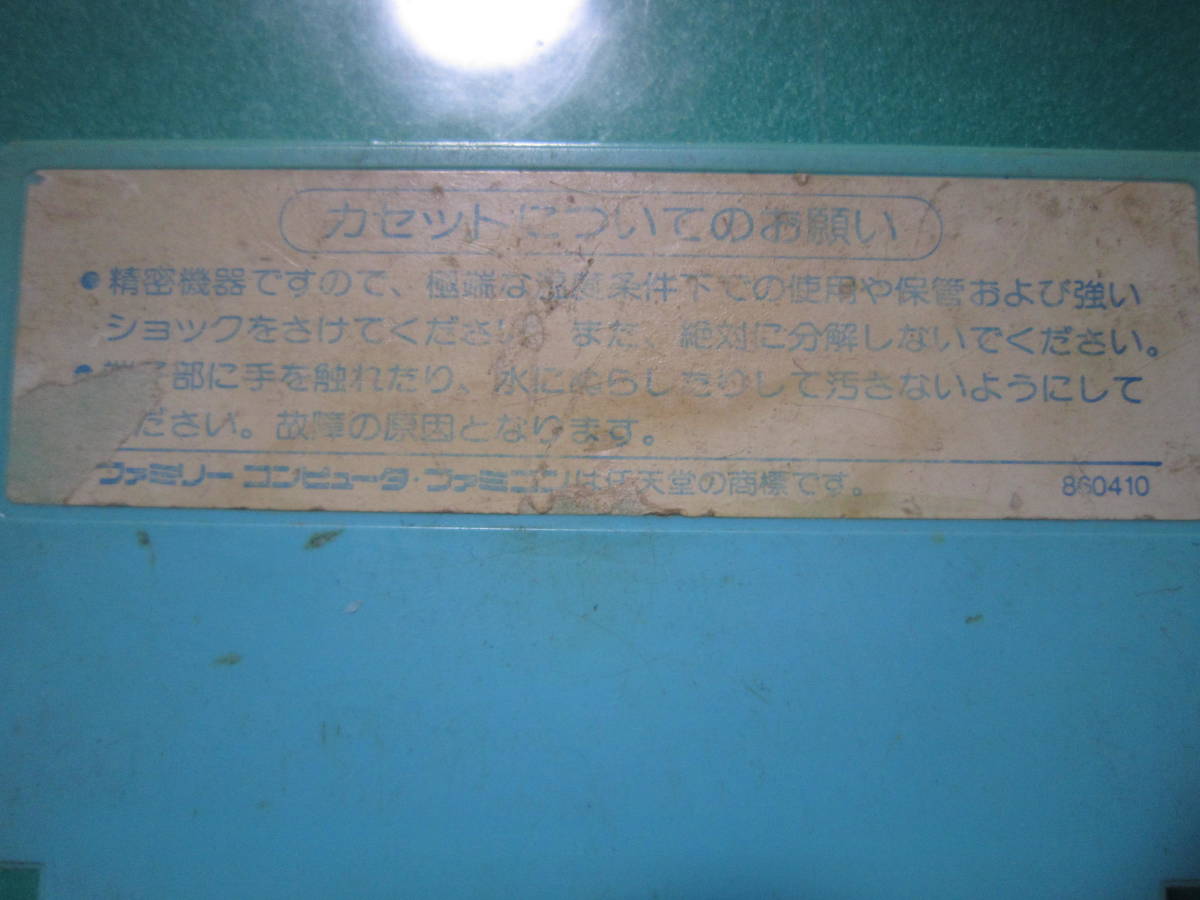 カセットについてのお願い
●精密機器ですので、極端な温度条件下での使用や保管および強い
ショックをさけてください。また、絶対に分解しないでください。
●端子部に手を触れたり、水にぬらしたりして汚さないようにして
ださい。故障の原因となります。
ファミリーコンピュータ・ファミコンは任天堂の商標です。 860410